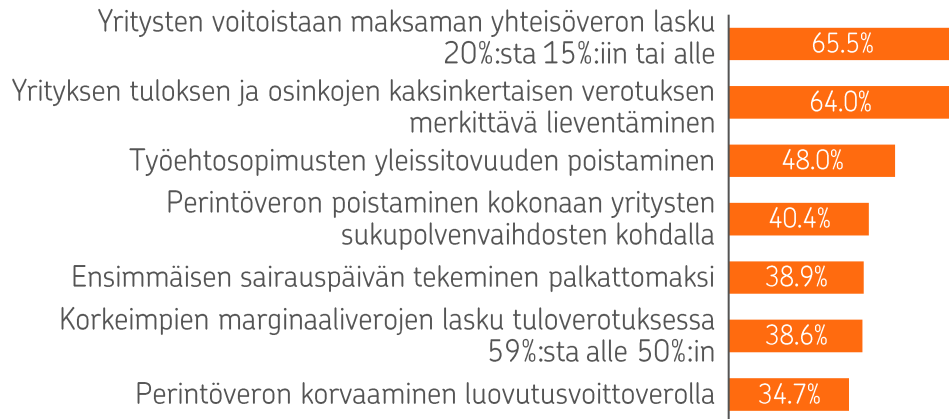 Yritysten voitoistaan maksaman yhteisöveron lasku
20%:sta 15%:iin tai alle
65.5%
Yrityksen tuloksen ja osinkojen kaksinkertaisen verotuksen
merkittävä lieventäminen
64.0%
Työehtosopimusten yleissitovuuden poistaminen
48.0%
Perintöveron poistaminen kokonaan yritysten
sukupolvenvaihdosten kohdalla
40.4%
Ensimmäisen sairauspäivän tekeminen palkattomaksi
38.9%
Korkeimpien marginaaliverojen lasku tuloverotuksessa
59%:sta alle 50%:in
38.6%
Perintöveron korvaaminen luovutusvoittoverolla
34.7%